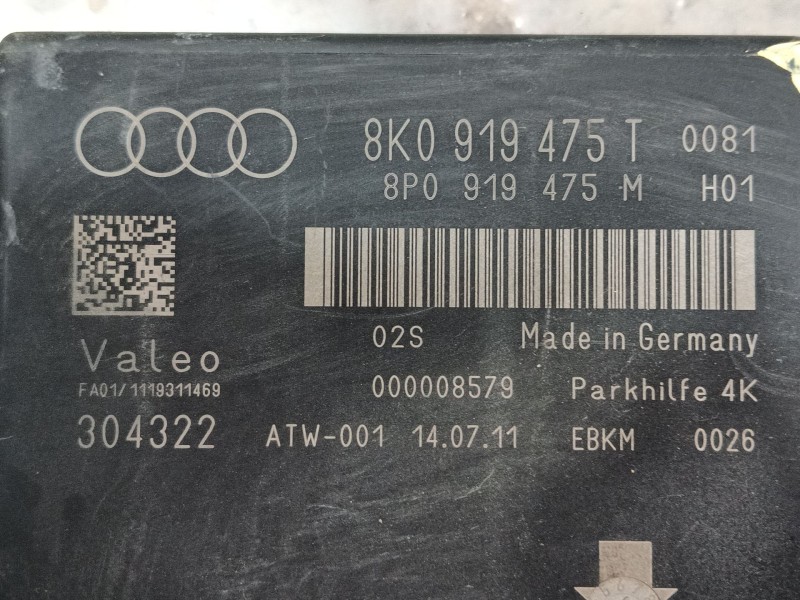 8K0 919 475 T 0081
8P0 919 475 M H01
02S Made in Germany
Valeo
FA01/1119311469
000008579 Parkhilfe 4K
304322 ATW-001 14.07.11 EBKM 0026